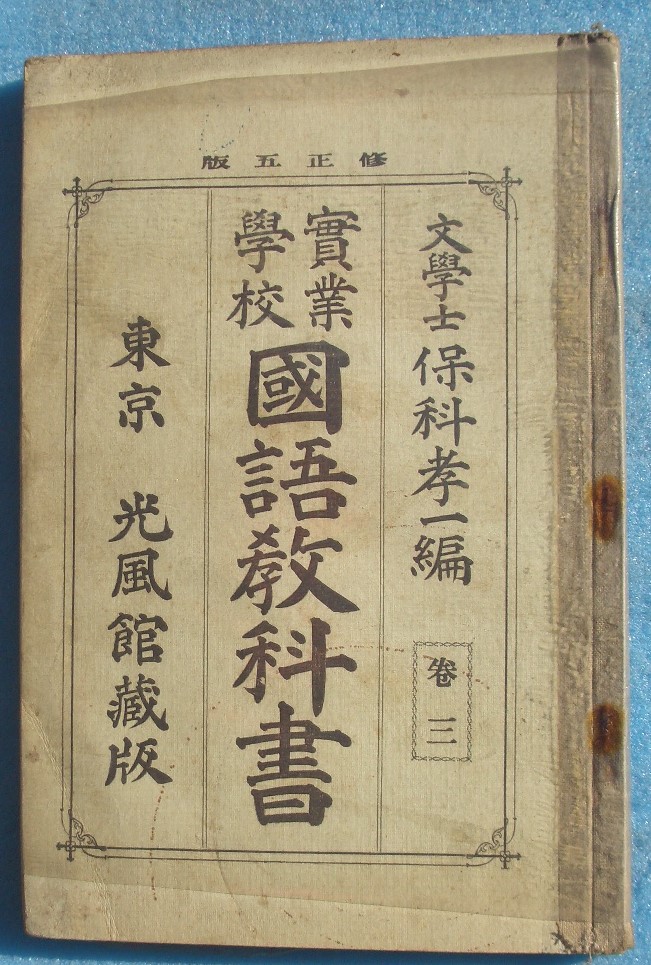 修正五版
文學士 保科孝一編
卷三
實業學校 國語教科書
東京 光風館藏版